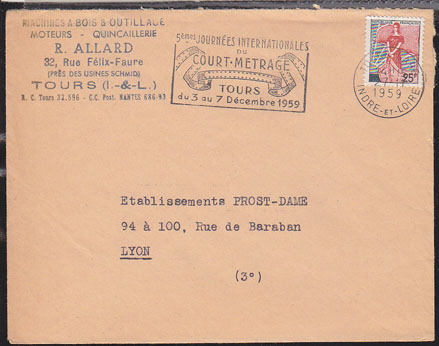 MACHINES A BOIS & OUTILLAGE
MOTEURS - QUINCAILLERIE
R. ALLARD
32, Rue Félix-Faure
(PRÈS DES USINES SCHMID)
TOURS (I.-&-L.)
R. C. Tours 32.596 - C.C. Post. NANTES 686-93
5èmes JOURNÉES INTERNATIONALES
DU
COURT-METRAGE
TOURS
du 3 au 7 Décembre 1959
25F
1959
INDRE-ET-LOIRE
Etablissements PROST-DAME
94 à 100, Rue de Baraban
LYON
(3°)